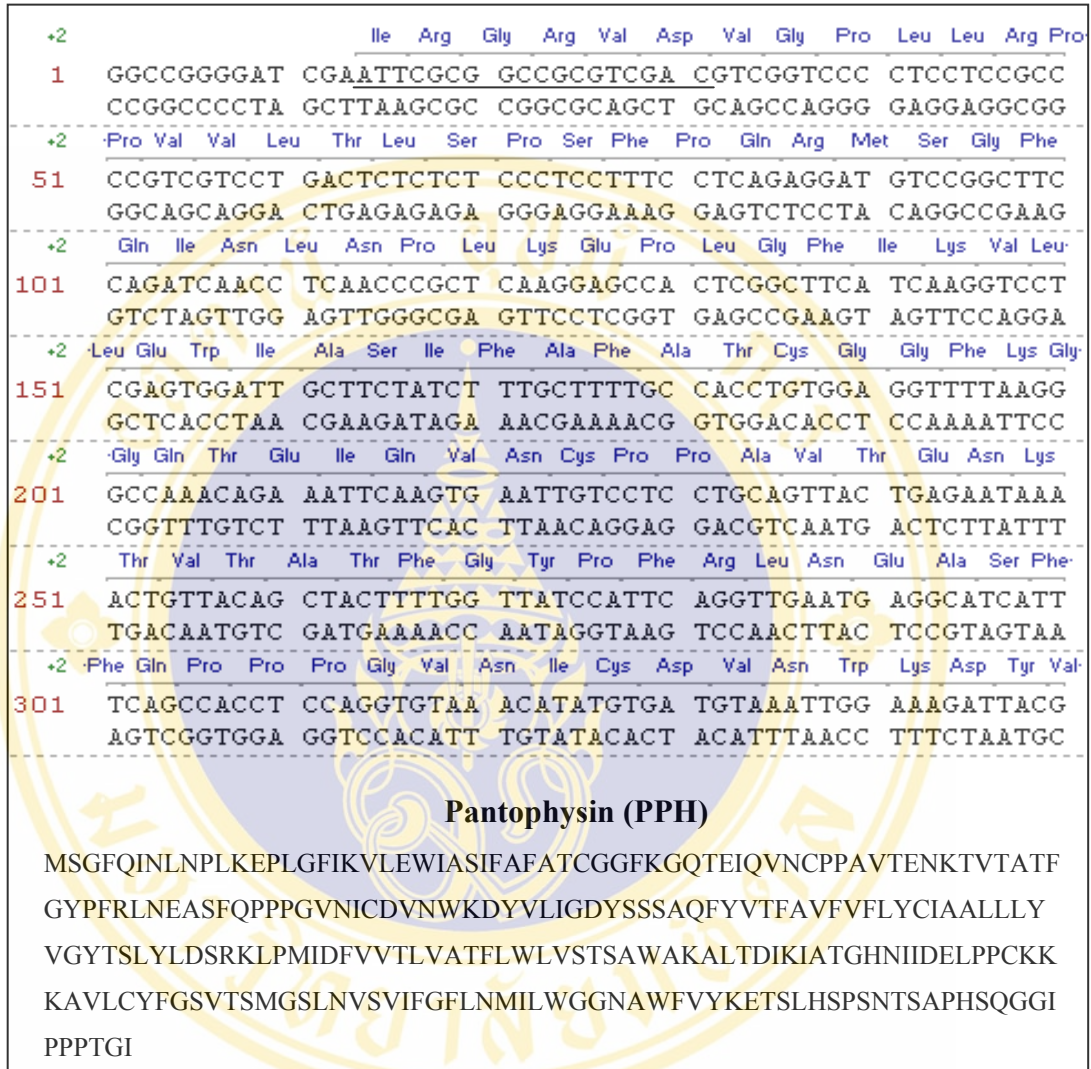 +2 Ile Arg Gly Arg Val Asp Val Gly Pro Leu Leu Arg Pro·
1 GGCCGGGGAT CGAATTCGCG GCCGCGTCGAC GTCGGTCCC CTCCTCCGCC
CCGGCCCCTA GCTTAAGCGC CGGCGCAGCTG CAGCCAGGG GAGGAGGCGG
+2 ·Pro Val Val Leu Thr Leu Ser Pro Ser Phe Pro Gln Arg Met Ser Gly Phe
51 CCGTCGTCCT GACTCTCTCT CCCTCCTTTC CTCAGAGGAT GTCCGGCTTC
GGCAGCAGGA CTGAGAGAGA GGGAGGAAAG GAGTCTCCTA CAGGCCGAAG
+2 Gln Ile Asn Leu Asn Pro Leu Lys Glu Pro Leu Gly Phe Ile Lys Val Leu·
101 CAGATCAACC TCAACCCGCT CAAGGAGCCA CTCGGCTTCA TCAAGGTCCT
GTCTAGTTGG AGTTGGGCGA GTTCCTCGGT GAGCCGAAGT AGTTCCAGGA
+2 ·Leu Glu Trp Ile Ala Ser Ile Phe Ala Phe Ala Thr Cys Gly Gly Phe Lys Gly·
151 CGAGTGGATT GCTTCTATCT TTGCTTTTGC CACCTGTGGA GGTTTTAAGG
GCTCACCTAA CGAAGATAGA AACGAAAACG GTGGACACCT CCAAAATTCC
+2 ·Gly Gln Thr Glu Ile Gln Val Asn Cys Pro Pro Ala Val Thr Glu Asn Lys
201 GCCAAACAGA AATTCAAGTG AATTGTCCTC CTGCAGTTAC TGAGAATAAA
CGGTTTGTCT TTAAGTTCAC TTAACAGGAG GACGTCAATG ACTCTTATTT
+2 Thr Val Thr Ala Thr Phe Gly Tyr Pro Phe Arg Leu Asn Glu Ala Ser Phe·
251 ACTGTTACAG CTACTTTTGG TTATCCATTC AGGTTGAATG AGGCATCATT
TGACAATGTC GATGAAAACC AATAGGTAAG TCCAACTTAC TCCGTAGTAA
+2 ·Phe Gln Pro Pro Pro Gly Val Asn Ile Cys Asp Val Asn Trp Lys Asp Tyr Val·
301 TCAGCCACCT CCAGGTGTAA ACATATGTGA TGTAAATTGG AAAGATTACG
AGTCGGTGGA GGTCCACATT TGTATACACT ACATTTAACC TTTCTAATGC
Pantophysin (PPH)
MSGFQINLNPLKEPLGFIKVLEWIASIFAFATCGGFKGQTEIQVNCPPAVTENKTVTATF
GYPFRLNEASFQPPPGVNICDVNWKDYVLIGDYSSSAQFYVTFAVFVFLYCIAALLLY
VGYTSLYLDSRKLPMIDFVVTLVATFLWLVSTSAWAKALTDIKIATGHNIIDELPPCKK
KAVLCYFGSVTSMGSLNVSVIFGFLNMILWGGNAWFVYKETSLHSPSNTSAPHSQGGI
PPPTGI